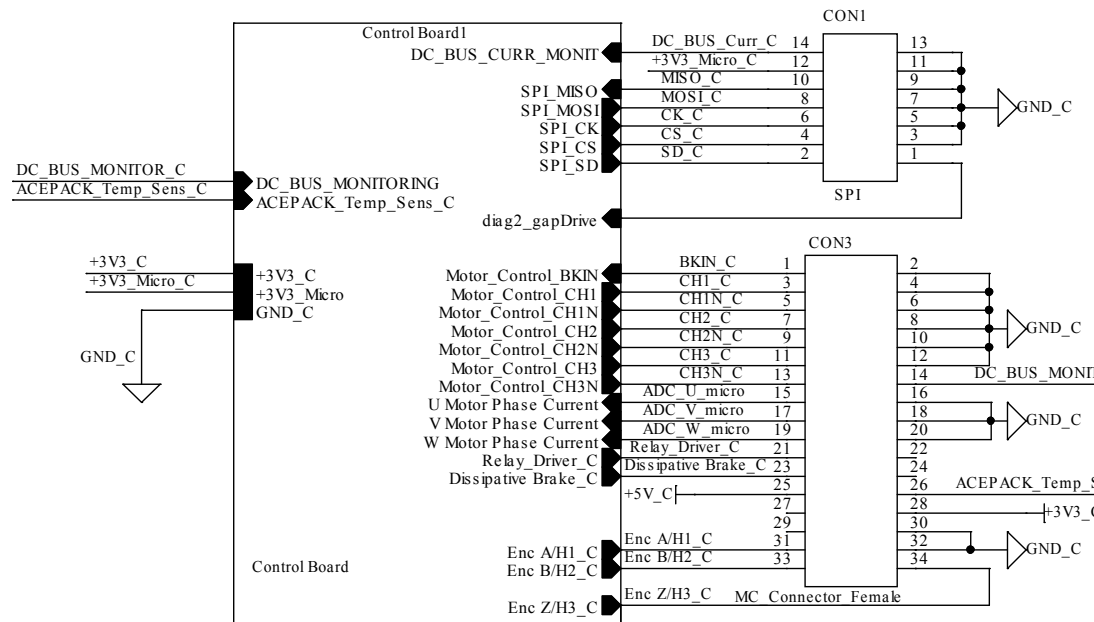 CON1
Control Board1
DC_BUS_CURR_MONIT
DC_BUS_Curr_C 14 13
+3V3_Micro_C 12 11
SPI_MISO MISO_C 10 9
SPI_MOSI MOSI_C 8 7 GND_C
SPI_CK CK_C 6 5
SPI_CS CS_C 4 3
SPI_SD SD_C 2 1
SPI
DC_BUS_MONITOR_C DC_BUS_MONITORING
ACEPACK_Temp_Sens_C ACEPACK_Temp_Sens_C
diag2_gapDrive
CON3
+3V3_C +3V3_C
+3V3_Micro_C +3V3_Micro
GND_C
GND_C
Motor_Control_BKIN BKIN_C 1 2
Motor_Control_CH1 CH1_C 3 4
Motor_Control_CH1N CH1N_C 5 6
Motor_Control_CH2 CH2_C 7 8 GND_C
Motor_Control_CH2N CH2N_C 9 10
Motor_Control_CH3 CH3_C 11 12
Motor_Control_CH3N CH3N_C 13 14 DC_BUS_MONIT
U Motor Phase Current ADC_U_micro 15 16
V Motor Phase Current ADC_V_micro 17 18 GND_C
W Motor Phase Current ADC_W_micro 19 20
Relay_Driver_C Relay_Driver_C 21 22
Dissipative Brake_C Dissipative Brake_C 23 24
+5V_C 25 26 ACEPACK_Temp_S
27 28 +3V3_C
29 30
Enc A/H1_C Enc A/H1_C 31 32 GND_C
Enc B/H2_C Enc B/H2_C 33 34
Control Board
Enc Z/H3_C Enc Z/H3_C
MC_Connector_Female